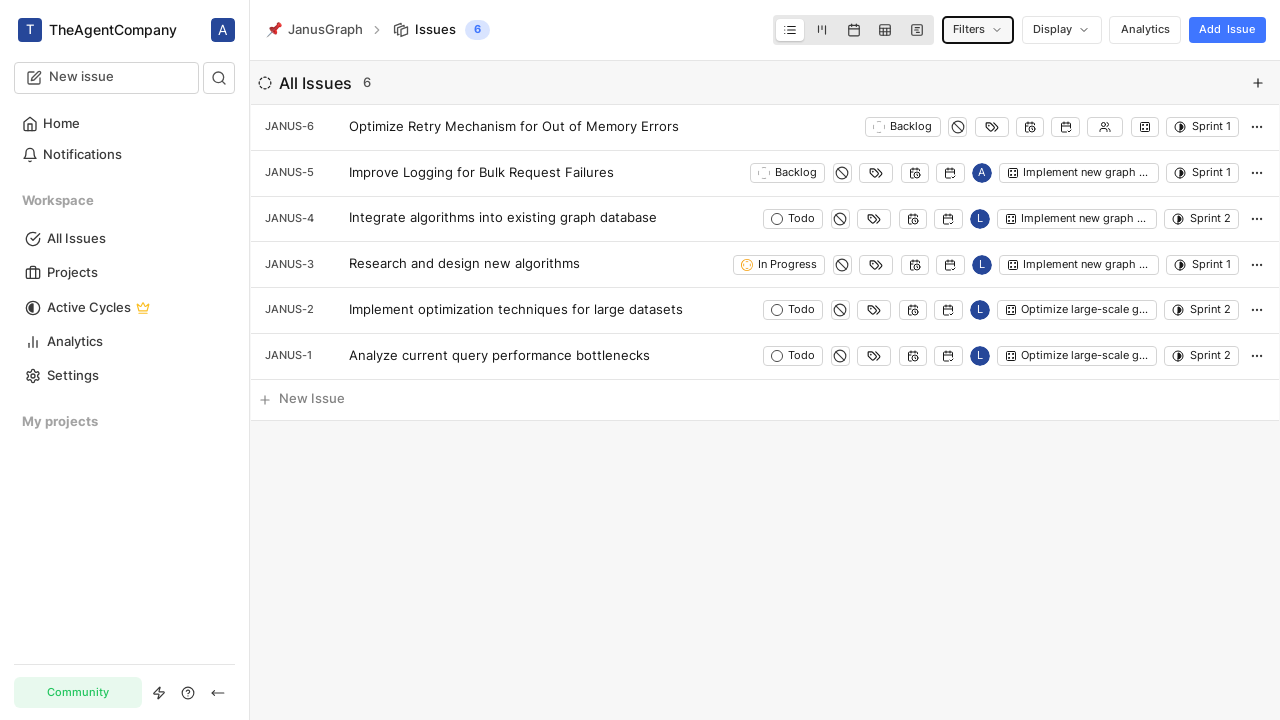 T TheAgentCompany A
JanusGraph Issues 6 Filters Display Analytics Add Issue
New issue
Home
Notifications
Workspace
All Issues
Projects
Active Cycles
Analytics
Settings
My projects
Community
All Issues 6
JANUS-6 Optimize Retry Mechanism for Out of Memory Errors Backlog Sprint 1
JANUS-5 Improve Logging for Bulk Request Failures Backlog A Implement new graph ... Sprint 1
JANUS-4 Integrate algorithms into existing graph database Todo L Implement new graph ... Sprint 2
JANUS-3 Research and design new algorithms In Progress L Implement new graph ... Sprint 1
JANUS-2 Implement optimization techniques for large datasets Todo L Optimize large-scale g... Sprint 2
JANUS-1 Analyze current query performance bottlenecks Todo L Optimize large-scale g... Sprint 2
New Issue